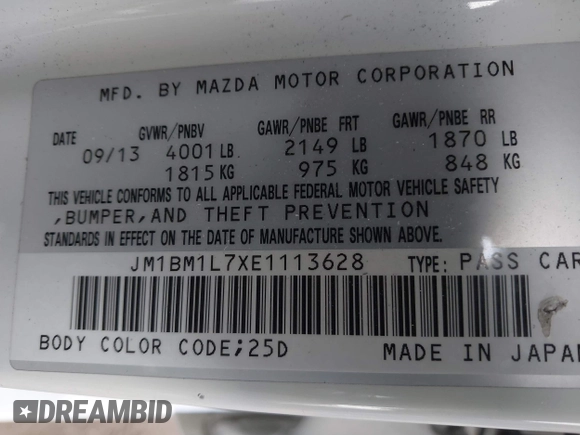 MFD. BY MAZDA MOTOR CORPORATION
DATE GVWR/PNBV GAWR/PNBE FRT GAWR/PNBE RR
09/13 4001 LB 2149 LB 1870 LB
1815 KG 975 KG 848 KG
THIS VEHICLE CONFORMS TO ALL APPLICABLE FEDERAL MOTOR VEHICLE SAFETY
,BUMPER,AND THEFT PREVENTION
STANDARDS IN EFFECT ON THE DATE OF MANUFACTURE SHOWN ABOVE.
JM1BM1L7XE1113628 TYPE: PASS CAR
BODY COLOR CODE;25D MADE IN JAPAN
DREAMBID